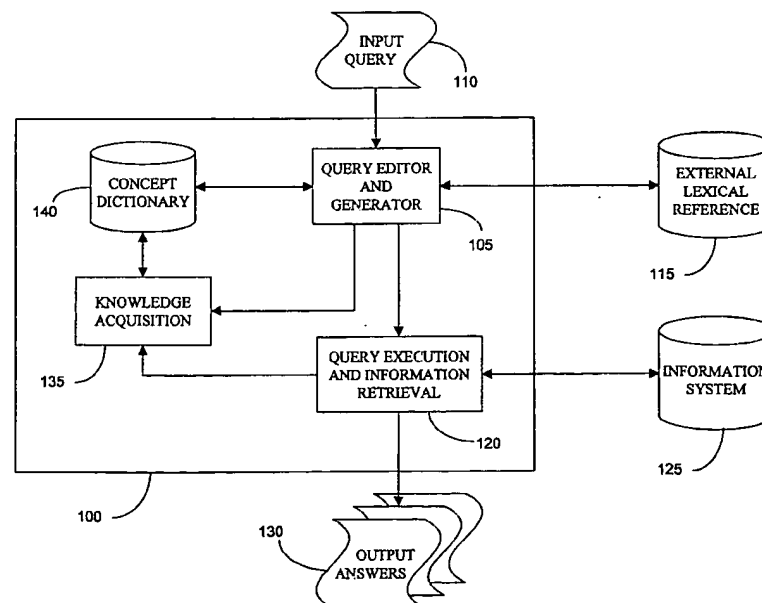 INPUT
QUERY
110
CONCEPT
DICTIONARY
140
QUERY EDITOR
AND
GENERATOR
105
EXTERNAL
LEXICAL
REFERENCE
115
KNOWLEDGE
ACQUISITION
135
QUERY EXECUTION
AND INFORMATION
RETRIEVAL
120
INFORMATION
SYSTEM
125
100
130
OUTPUT
ANSWERS